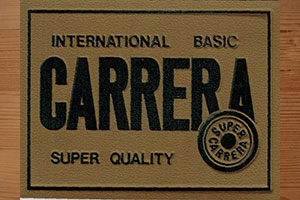 INTERNATIONAL BASIC
CARRERA
SUPER CARRERA
SUPER QUALITY